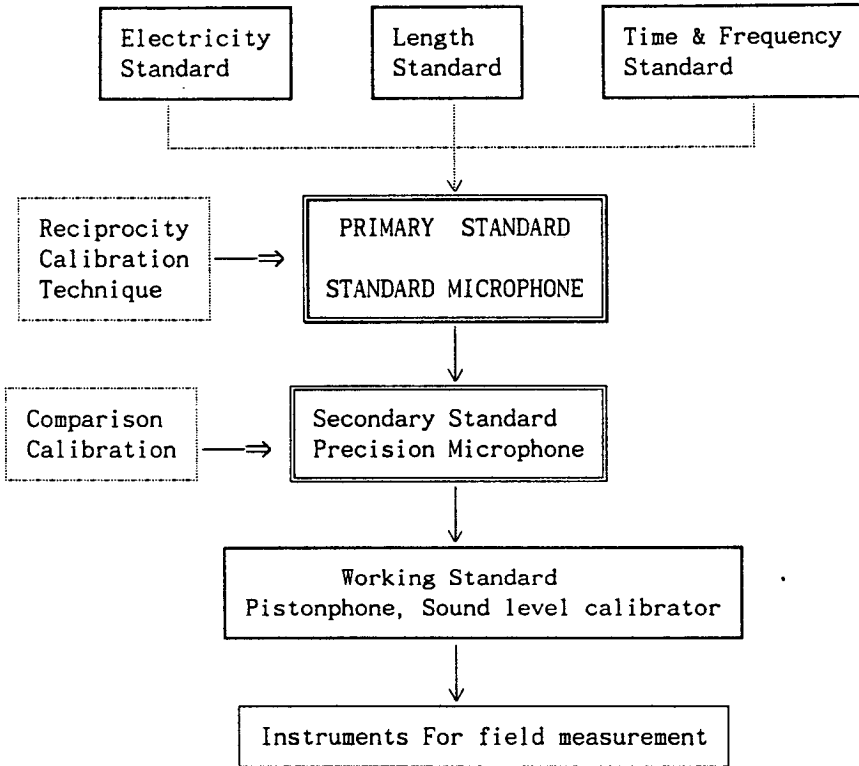 Electricity
Standard
Length
Standard
Time & Frequency
Standard
Reciprocity
Calibration
Technique
PRIMARY STANDARD
STANDARD MICROPHONE
Comparison
Calibration
Secondary Standard
Precision Microphone
Working Standard
Pistonphone, Sound level calibrator
Instruments For field measurement